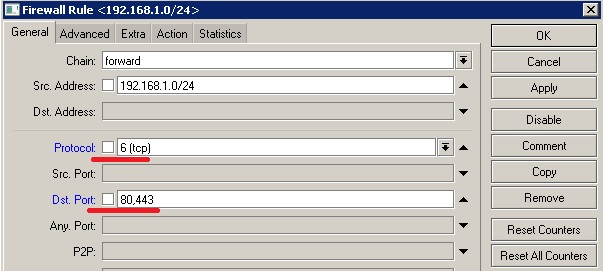 Firewall Rule <192.168.1.0/24>
General Advanced Extra Action Statistics
Chain: forward
Src. Address: 192.168.1.0/24
Dst. Address:
Protocol: 6 (tcp)
Src. Port:
Dst. Port: 80,443
Any. Port:
P2P:
OK
Cancel
Apply
Disable
Comment
Copy
Remove
Reset Counters
Reset All Counters